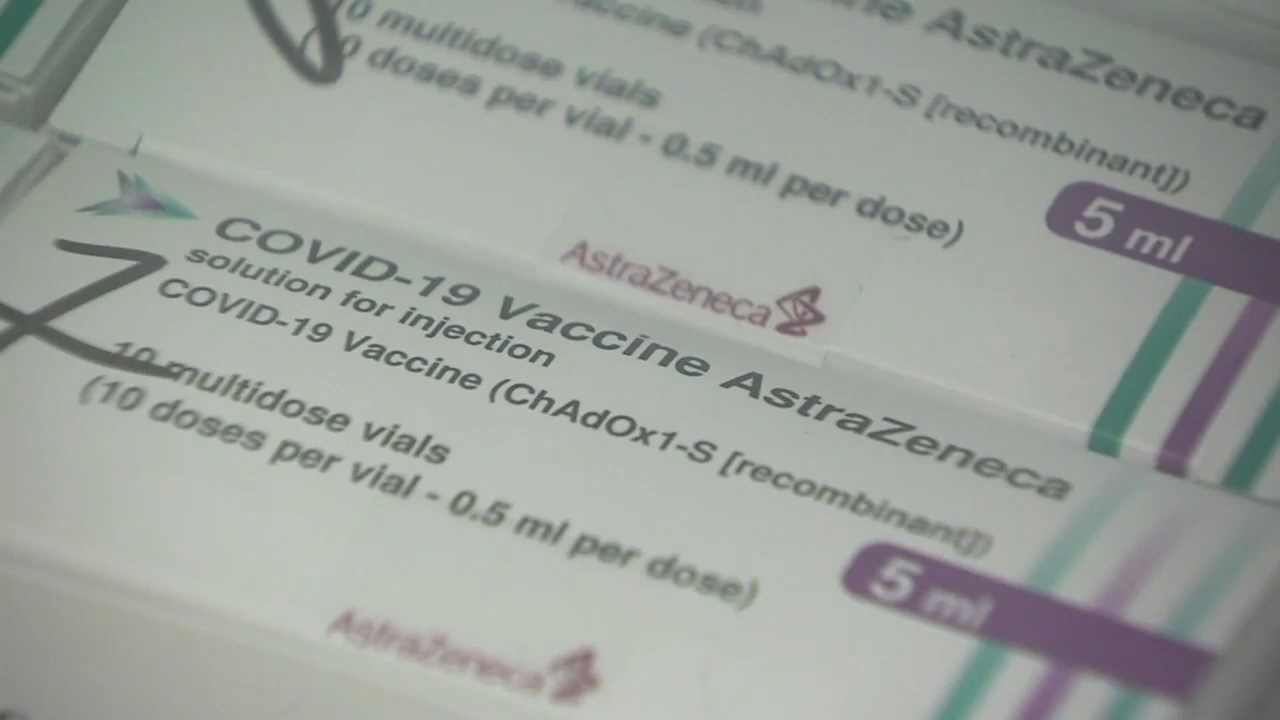 ine AstraZeneca
accine (ChAdOx1-S [recombinant])
0 multidose vials
0 doses per vial - 0.5 ml per dose)
5 ml
AstraZeneca
COVID-19 Vaccine AstraZeneca
solution for injection
COVID-19 Vaccine (ChAdOx1-S [recombinant])
10 multidose vials
(10 doses per vial - 0.5 ml per dose)
5 ml
AstraZeneca